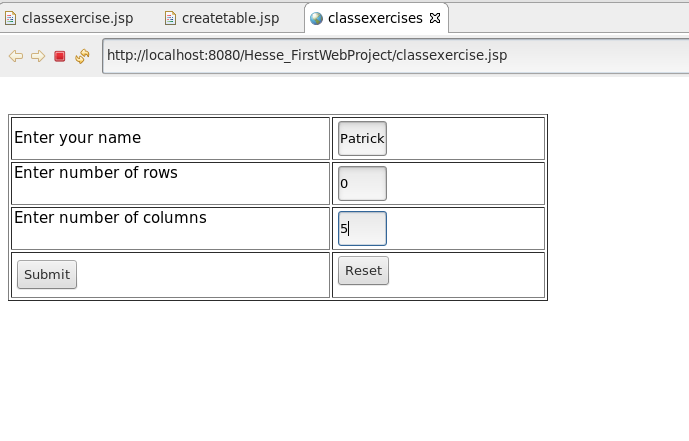 classexercise.jsp createtable.jsp classexercises
http://localhost:8080/Hesse_FirstWebProject/classexercise.jsp
Enter your name Patrick
Enter number of rows 0
Enter number of columns 5
Submit Reset